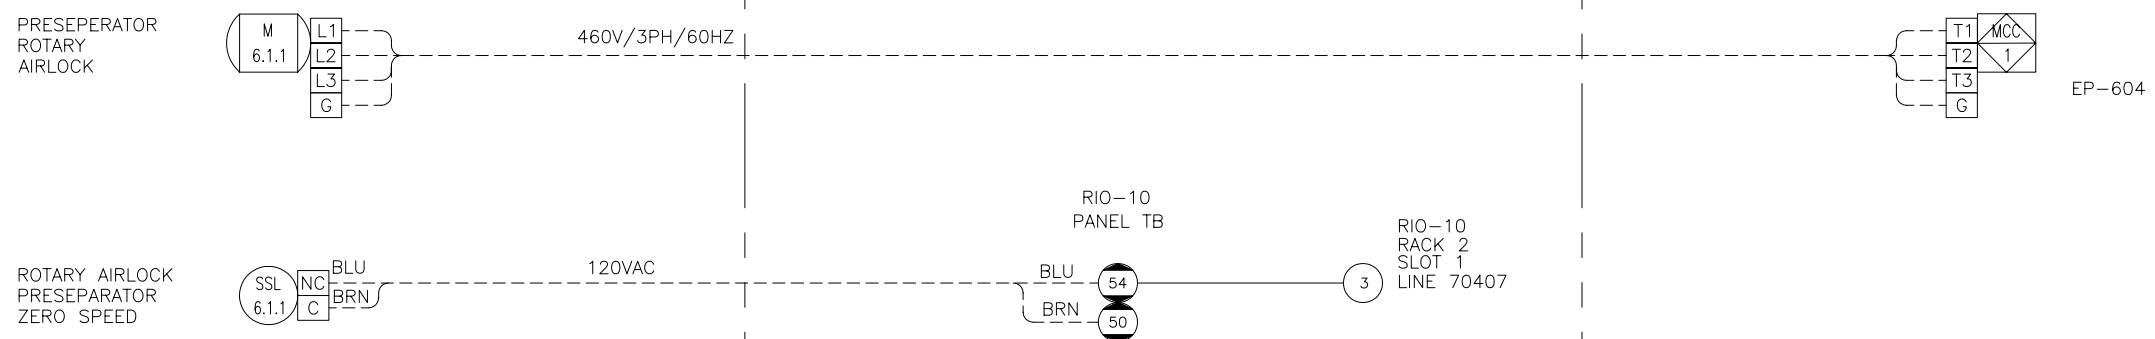 PRESEPERATOR
ROTARY
AIRLOCK
M
6.1.1
L1
L2
L3
G
460V/3PH/60HZ
T1
T2
T3
G
MCC
1
EP-604
RIO-10
PANEL TB
RIO-10
RACK 2
SLOT 1
LINE 70407
ROTARY AIRLOCK
PRESEPARATOR
ZERO SPEED
SSL
6.1.1
NC
C
BLU
BRN
120VAC
BLU
BRN
54
50
3